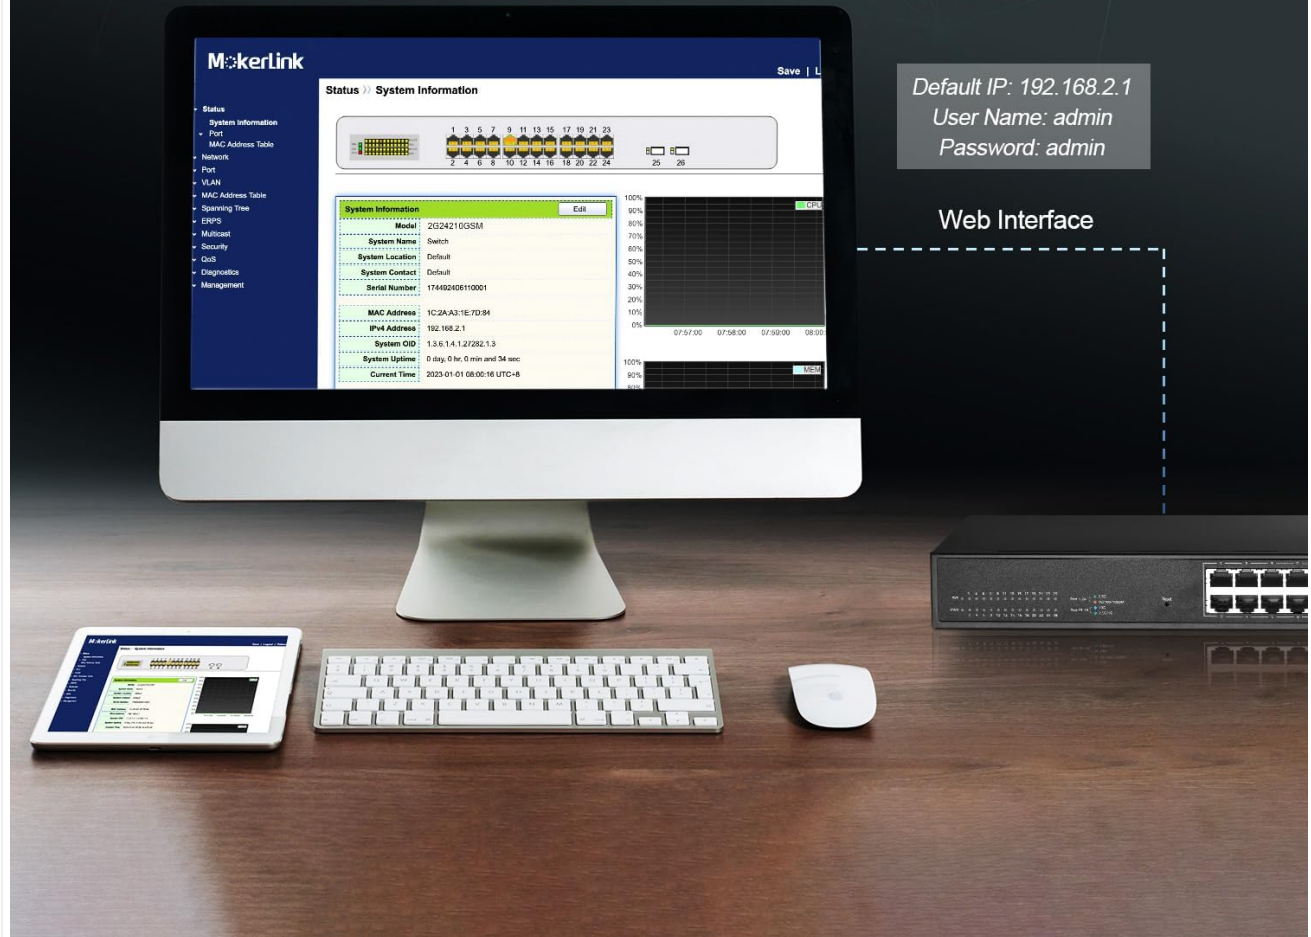 MokerLink
Save | L
Status >> System Information
Status
System Information
Port
MAC Address Table
Network
Port
VLAN
MAC Address Table
Spanning Tree
ERPS
Multicast
Security
QoS
Diagnostics
Management
1 3 5 7 9 11 13 15 17 19 21 23
2 4 6 8 10 12 14 16 18 20 22 24
25 26
System Information Edit
Model 2G24210GSM
System Name Switch
System Location Default
System Contact Default
Serial Number 174492406110001
MAC Address 1C:2A:A3:1E:7D:84
IPv4 Address 192.168.2.1
System OID 1.3.6.1.4.1.27282.1.3
System Uptime 0 day, 0 hr, 0 min and 34 sec
Current Time 2023-01-01 08:00:16 UTC+8
100%
CPU
90%
80%
70%
60%
50%
40%
30%
20%
10%
0%
07:57:00 07:58:00 07:59:00 08:00:
100%
MEM
90%
80%
Default IP: 192.168.2.1
User Name: admin
Password: admin
Web Interface
MokerLink